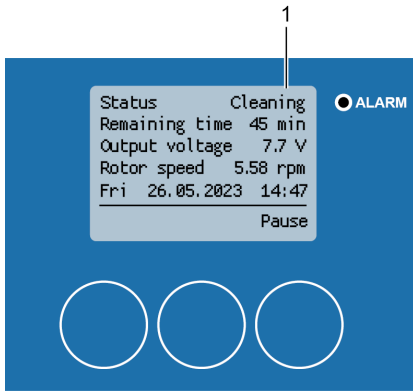 1
Status Cleaning
ALARM
Remaining time 45 min
Output voltage 7.7 V
Rotor speed 5.58 rpm
Fri 26.05.2023 14:47
Pause